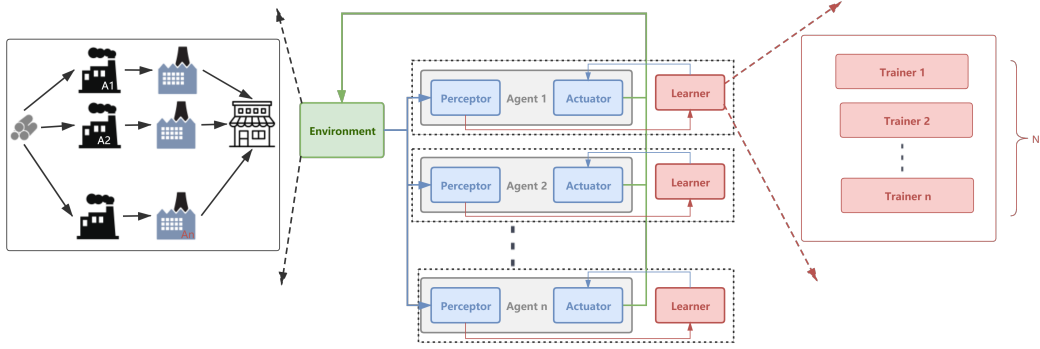 A1
A2
An
Environment
Perceptor
Agent 1
Actuator
Learner
Perceptor
Agent 2
Actuator
Learner
Perceptor
Agent n
Actuator
Learner
Trainer 1
Trainer 2
Trainer n
N